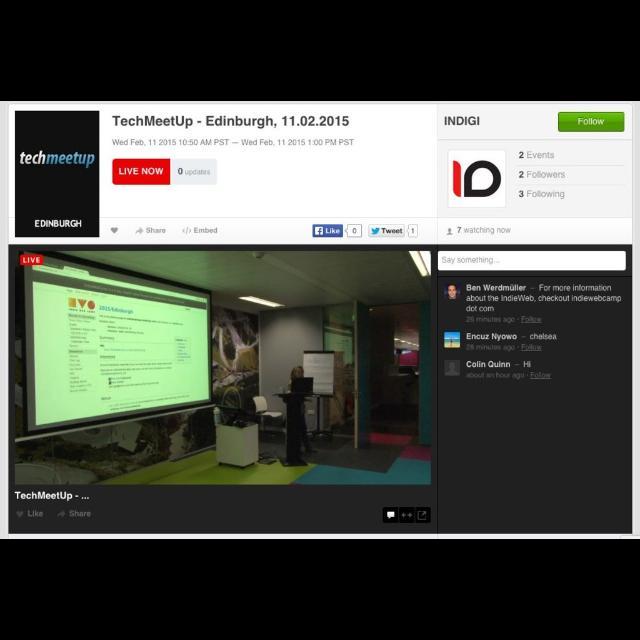 techmeetup
EDINBURGH
TechMeetUp - Edinburgh, 11.02.2015
Wed Feb, 11 2015 10:50 AM PST — Wed Feb, 11 2015 1:00 PM PST
LIVE NOW 0 updates
Share </> Embed
Like 0 Tweet 1
INDIGI Follow
2 Events
2 Followers
3 Following
7 watching now
LIVE
2015/Edinburgh
TechMeetUp - ...
Like Share
Say something...
Ben Werdmüller – For more information
about the IndieWeb, checkout indiewebcamp
dot com
26 minutes ago · Follow
Encuz Nyowo – chelsea
28 minutes ago · Follow
Colin Quinn – Hi
about an hour ago · Follow